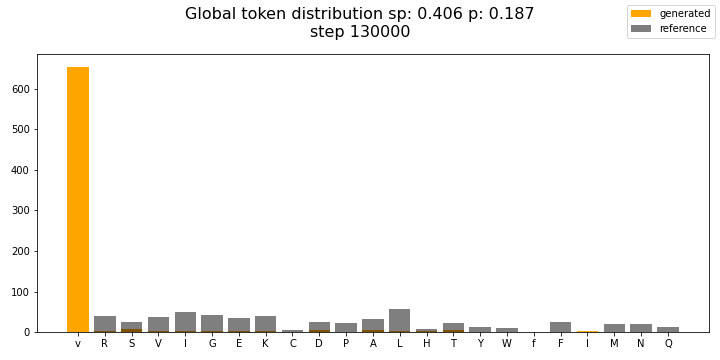 Global token distribution sp: 0.406 p: 0.187
step 130000
generated
reference
600
500
400
300
200
100
0
v R S V I G E K C D P A L H T Y W f F l M N Q